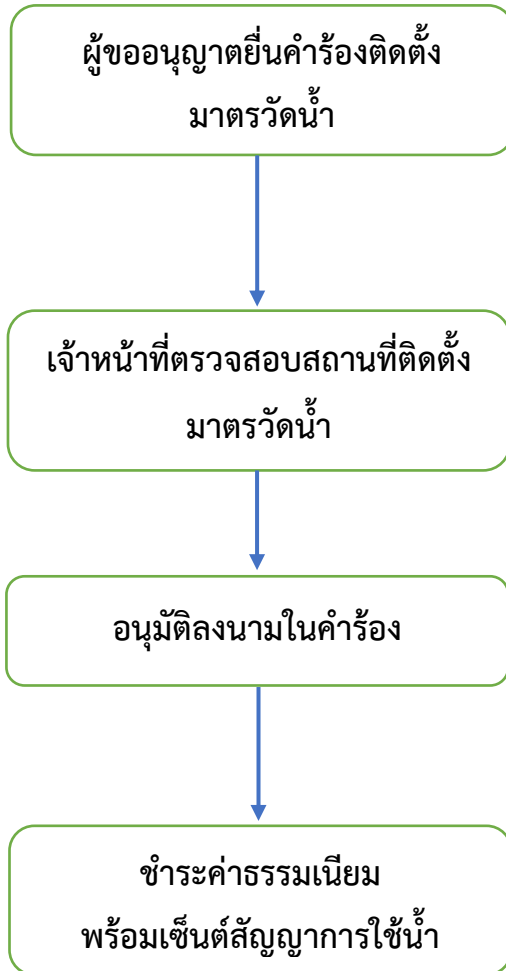 ผู้ขออนุญาตยื่นคำร้องติดตั้ง
มาตรวัดน้ำ
เจ้าหน้าที่ตรวจสอบสถานที่ติดตั้ง
มาตรวัดน้ำ
อนุมัติลงนามในคำร้อง
ชำระค่าธรรมเนียม
พร้อมเซ็นต์สัญญาการใช้น้ำ